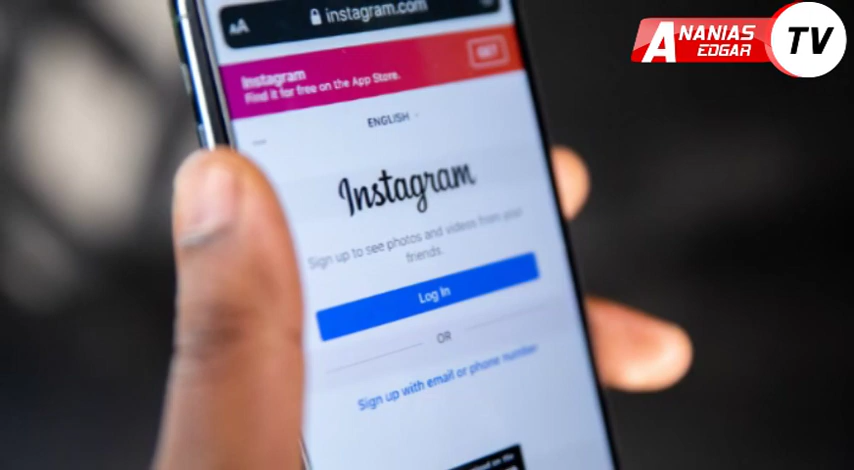 AA
instagram.com
ANANIAS
EDGAR
TV
Instagram
GET
Find it for free on the App Store.
ENGLISH
Instagram
Sign up to see photos and videos from your
friends.
Log In
OR
Sign up with email or phone number